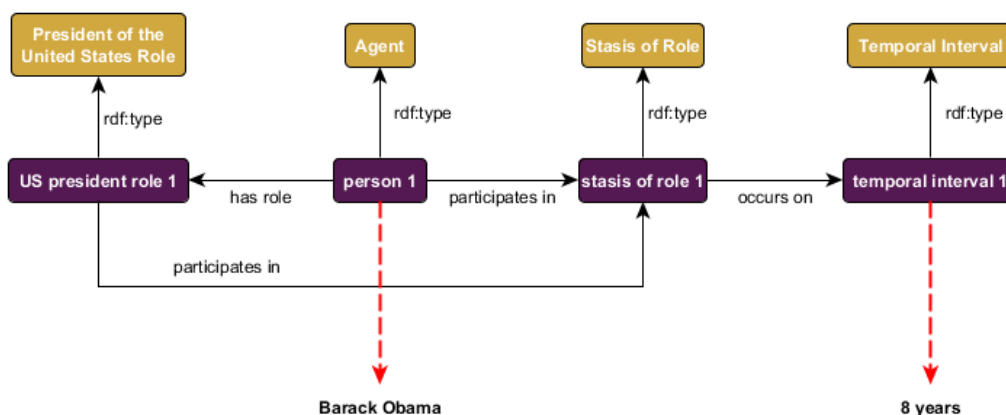 President of the
United States Role
Agent
Stasis of Role
Temporal Interval
rdf:type
rdf:type
rdf:type
rdf:type
US president role 1
has role
person 1
participates in
stasis of role 1
occurs on
temporal interval 1
participates in
Barack Obama
8 years